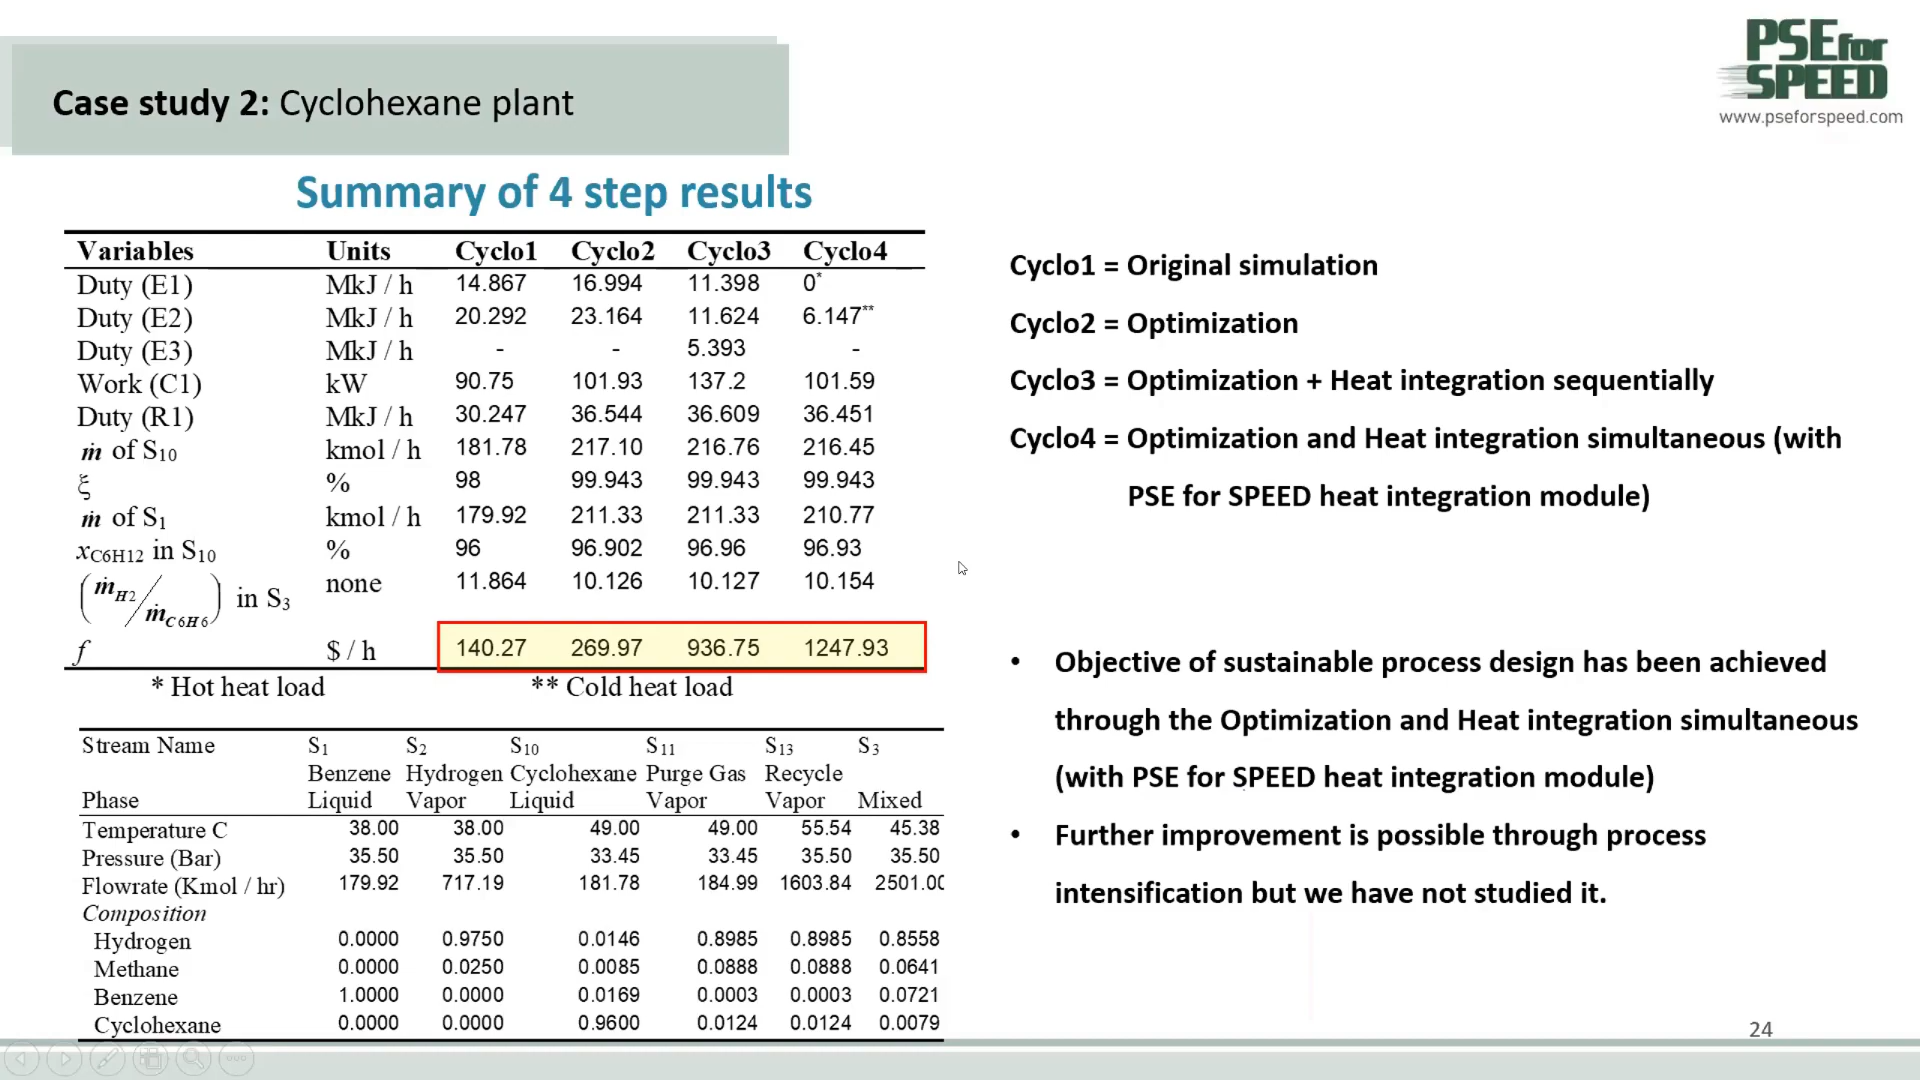 PSE for
SPEED
www.pseforspeed.com
Case study 2: Cyclohexane plant
Summary of 4 step results
Variables Units Cyclo1 Cyclo2 Cyclo3 Cyclo4
Duty (E1) MkJ / h 14.867 16.994 11.398 0*
Duty (E2) MkJ / h 20.292 23.164 11.624 6.147**
Duty (E3) MkJ / h - - 5.393 -
Work (C1) kW 90.75 101.93 137.2 101.59
Duty (R1) MkJ / h 30.247 36.544 36.609 36.451
ṁ of S10 kmol / h 181.78 217.10 216.76 216.45
ξ % 98 99.943 99.943 99.943
ṁ of S1 kmol / h 179.92 211.33 211.33 210.77
xC6H12 in S10 % 96 96.902 96.96 96.93
(ṁH2/ṁC6H6) in S3 none 11.864 10.126 10.127 10.154
f $ / h 140.27 269.97 936.75 1247.93
* Hot heat load ** Cold heat load
Stream Name S1 S2 S10 S11 S13 S3
Benzene Hydrogen Cyclohexane Purge Gas Recycle
Phase Liquid Vapor Liquid Vapor Vapor Mixed
Temperature C 38.00 38.00 49.00 49.00 55.54 45.38
Pressure (Bar) 35.50 35.50 33.45 33.45 35.50 35.50
Flowrate (Kmol / hr) 179.92 717.19 181.78 184.99 1603.84 2501.00
Composition
Hydrogen 0.0000 0.9750 0.0146 0.8985 0.8985 0.8558
Methane 0.0000 0.0250 0.0085 0.0888 0.0888 0.0641
Benzene 1.0000 0.0000 0.0169 0.0003 0.0003 0.0721
Cyclohexane 0.0000 0.0000 0.9600 0.0124 0.0124 0.0079
Cyclo1 = Original simulation
Cyclo2 = Optimization
Cyclo3 = Optimization + Heat integration sequentially
Cyclo4 = Optimization and Heat integration simultaneous (with
PSE for SPEED heat integration module)
• Objective of sustainable process design has been achieved
through the Optimization and Heat integration simultaneous
(with PSE for SPEED heat integration module)
• Further improvement is possible through process
intensification but we have not studied it.
24